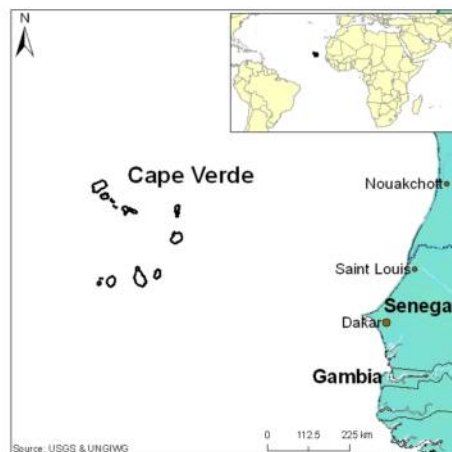 N
Cape Verde
Nouakchott
Saint Louis
Senega
Dakar
Gambia
Source: USGS & UNGIWG
0 112.5 225 km